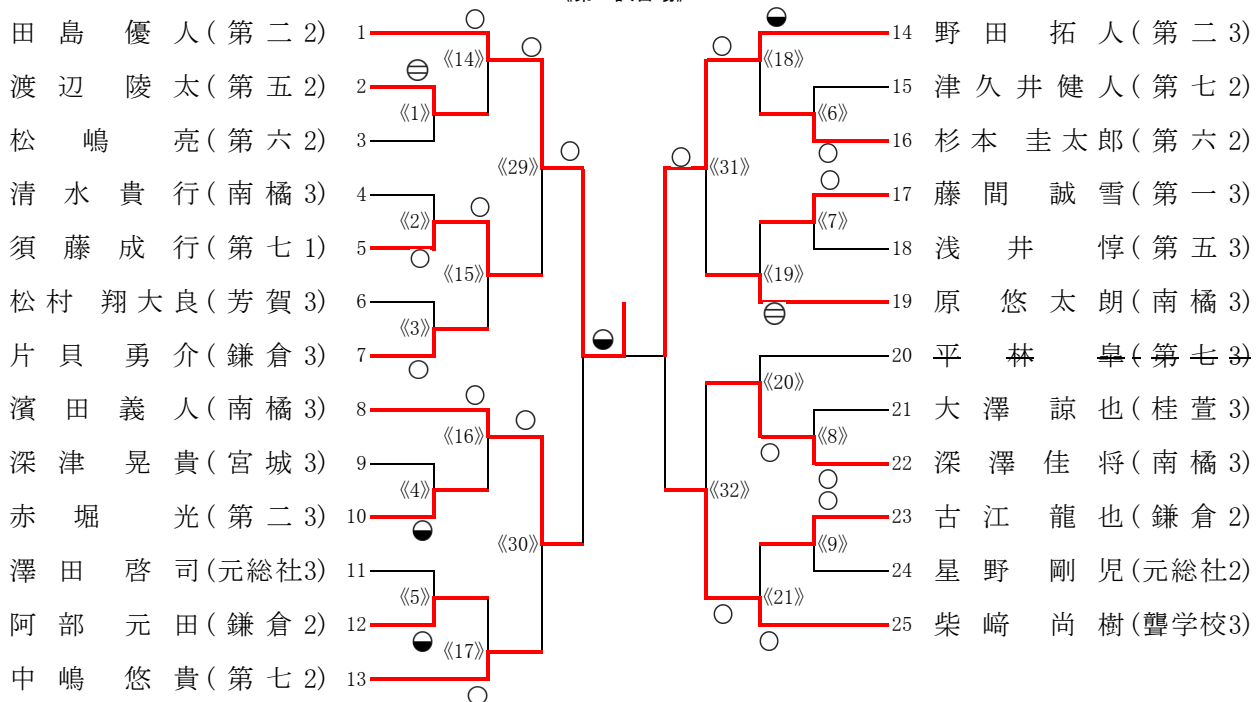 田島優人(第二2) 1
渡辺陵太(第五2) 2
松嶋亮(第六2) 3
清水貴行(南橘3) 4
須藤成行(第七1) 5
松村翔大良(芳賀3) 6
片貝勇介(鎌倉3) 7
濱田義人(南橘3) 8
深津晃貴(宮城3) 9
赤堀光(第二3) 10
澤田啓司(元総社3) 11
阿部元田(鎌倉2) 12
中嶋悠貴(第七2) 13
《14》
《1》
《29》
《2》
《15》
《3》
《16》
《4》
《30》
《5》
《17》
《18》
《6》
《31》
《7》
《19》
《20》
《8》
《32》
《9》
《21》
14 野田拓人(第二3)
15 津久井健人(第七2)
16 杉本圭太郎(第六2)
17 藤間誠雪(第一3)
18 浅井惇(第五3)
19 原悠太朗(南橘3)
20 平林皐(第七3)
21 大澤諒也(桂萱3)
22 深澤佳将(南橘3)
23 古江龍也(鎌倉2)
24 星野剛児(元総社2)
25 柴﨑尚樹(聾学校3)